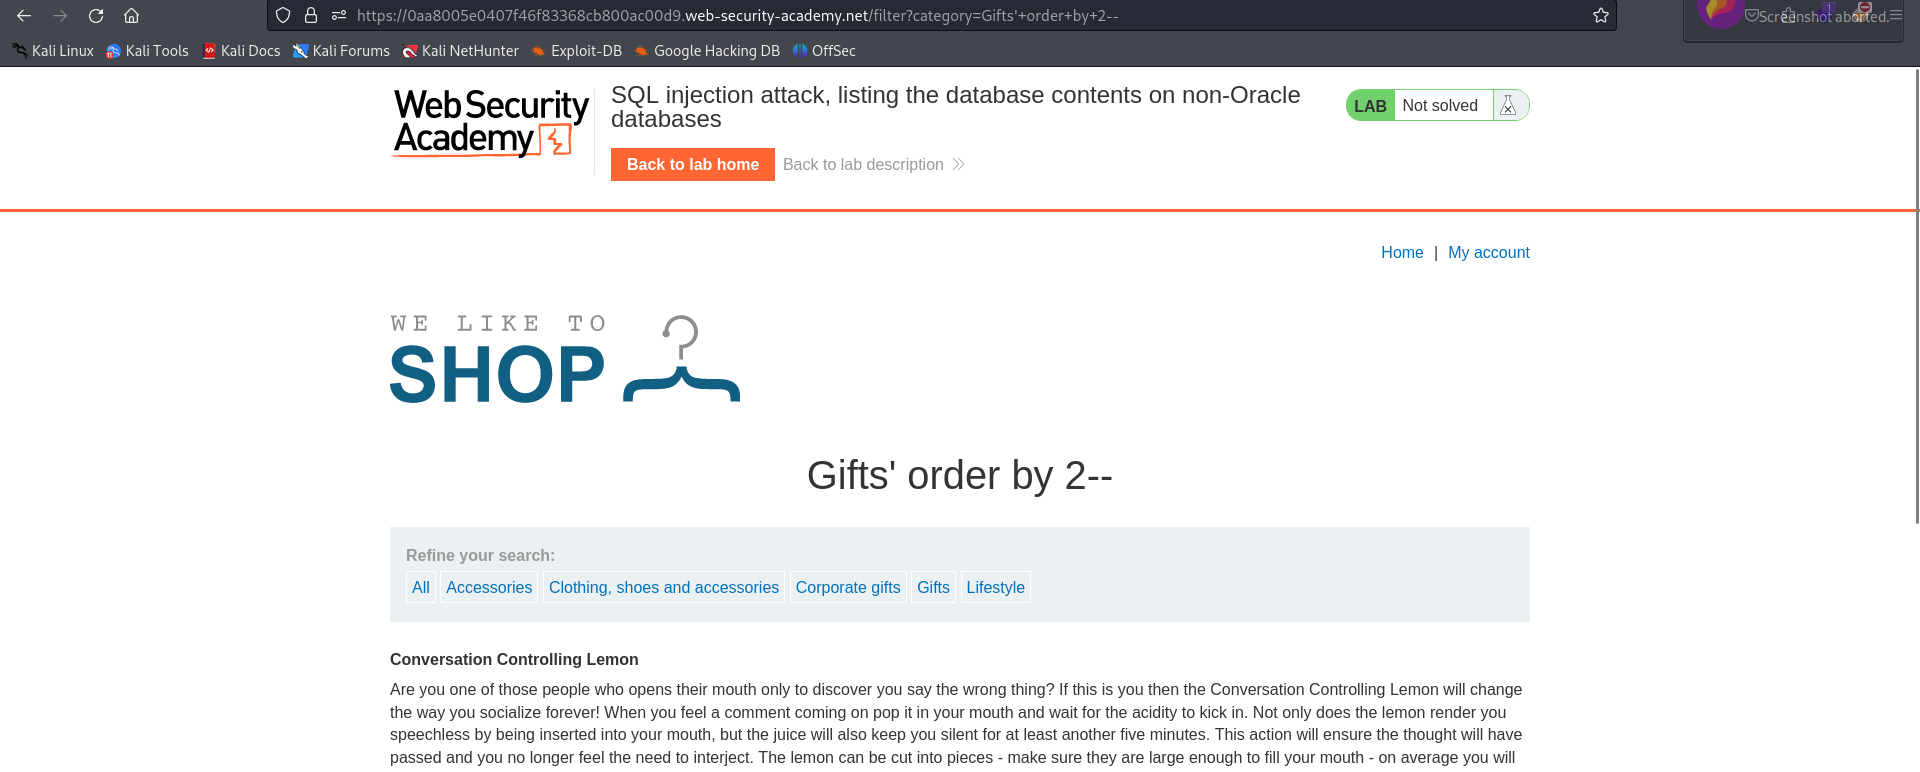 https://0aa8005e0407f46f83368cb800ac00d9.web-security-academy.net/filter?category=Gifts'+order+by+2--
Screenshot aborted.
1
Kali Linux Kali Tools Kali Docs Kali Forums Kali NetHunter Exploit-DB Google Hacking DB OffSec
Web Security
Academy
SQL injection attack, listing the database contents on non-Oracle
databases
LAB Not solved
Back to lab home Back to lab description
Home | My account
WE LIKE TO
SHOP
Gifts' order by 2--
Refine your search:
All Accessories Clothing, shoes and accessories Corporate gifts Gifts Lifestyle
Conversation Controlling Lemon
Are you one of those people who opens their mouth only to discover you say the wrong thing? If this is you then the Conversation Controlling Lemon will change
the way you socialize forever! When you feel a comment coming on pop it in your mouth and wait for the acidity to kick in. Not only does the lemon render you
speechless by being inserted into your mouth, but the juice will also keep you silent for at least another five minutes. This action will ensure the thought will have
passed and you no longer feel the need to interject. The lemon can be cut into pieces - make sure they are large enough to fill your mouth - on average you will